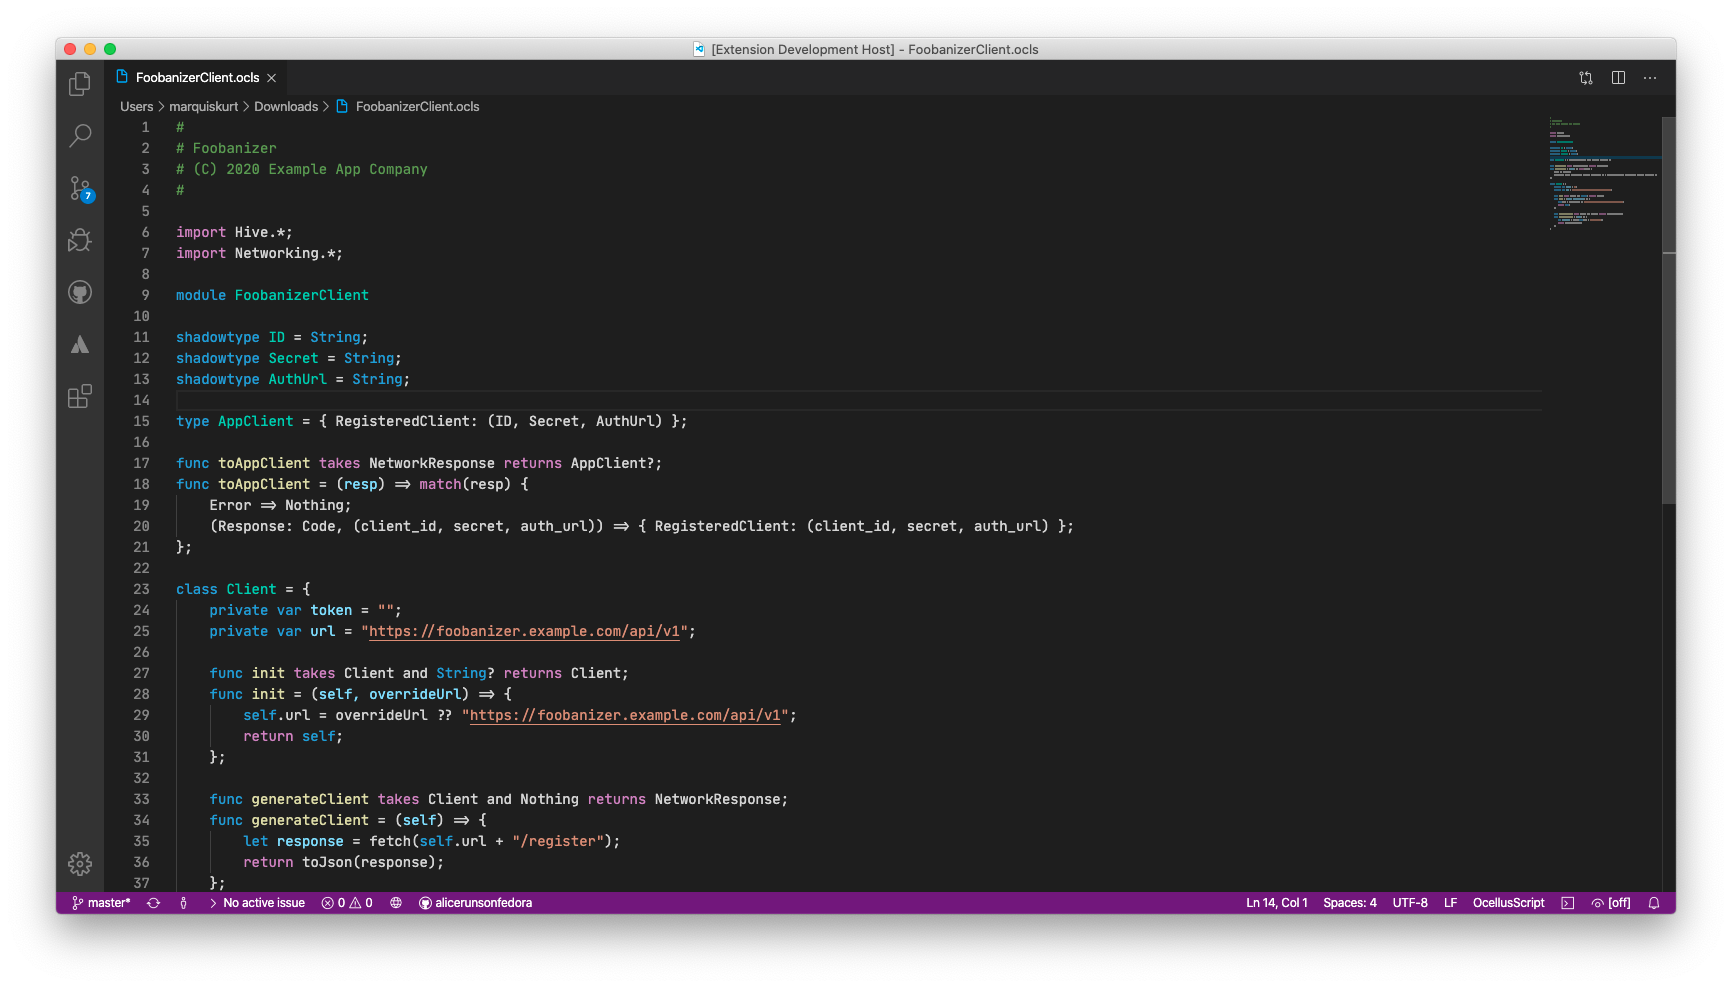 [Extension Development Host] - FoobanizerClient.ocls
FoobanizerClient.ocls
Users > marquiskurt > Downloads > FoobanizerClient.ocls
1 #
2 # Foobanizer
3 # (C) 2020 Example App Company
4 #
5
6 import Hive.*;
7 import Networking.*;
8
9 module FoobanizerClient
10
11 shadowtype ID = String;
12 shadowtype Secret = String;
13 shadowtype AuthUrl = String;
14
15 type AppClient = { RegisteredClient: (ID, Secret, AuthUrl) };
16
17 func toAppClient takes NetworkResponse returns AppClient?;
18 func toAppClient = (resp) => match(resp) {
19     Error => Nothing;
20     (Response: Code, (client_id, secret, auth_url)) => { RegisteredClient: (client_id, secret, auth_url) };
21 };
22
23 class Client = {
24     private var token = "";
25     private var url = "https://foobanizer.example.com/api/v1";
26
27     func init takes Client and String? returns Client;
28     func init = (self, overrideUrl) => {
29         self.url = overrideUrl ?? "https://foobanizer.example.com/api/v1";
30         return self;
31     };
32
33     func generateClient takes Client and Nothing returns NetworkResponse;
34     func generateClient = (self) => {
35         let response = fetch(self.url + "/register");
36         return toJson(response);
37     };
7
master* > No active issue 0 0 alicerunsonfedora Ln 14, Col 1 Spaces: 4 UTF-8 LF OcellusScript [off]